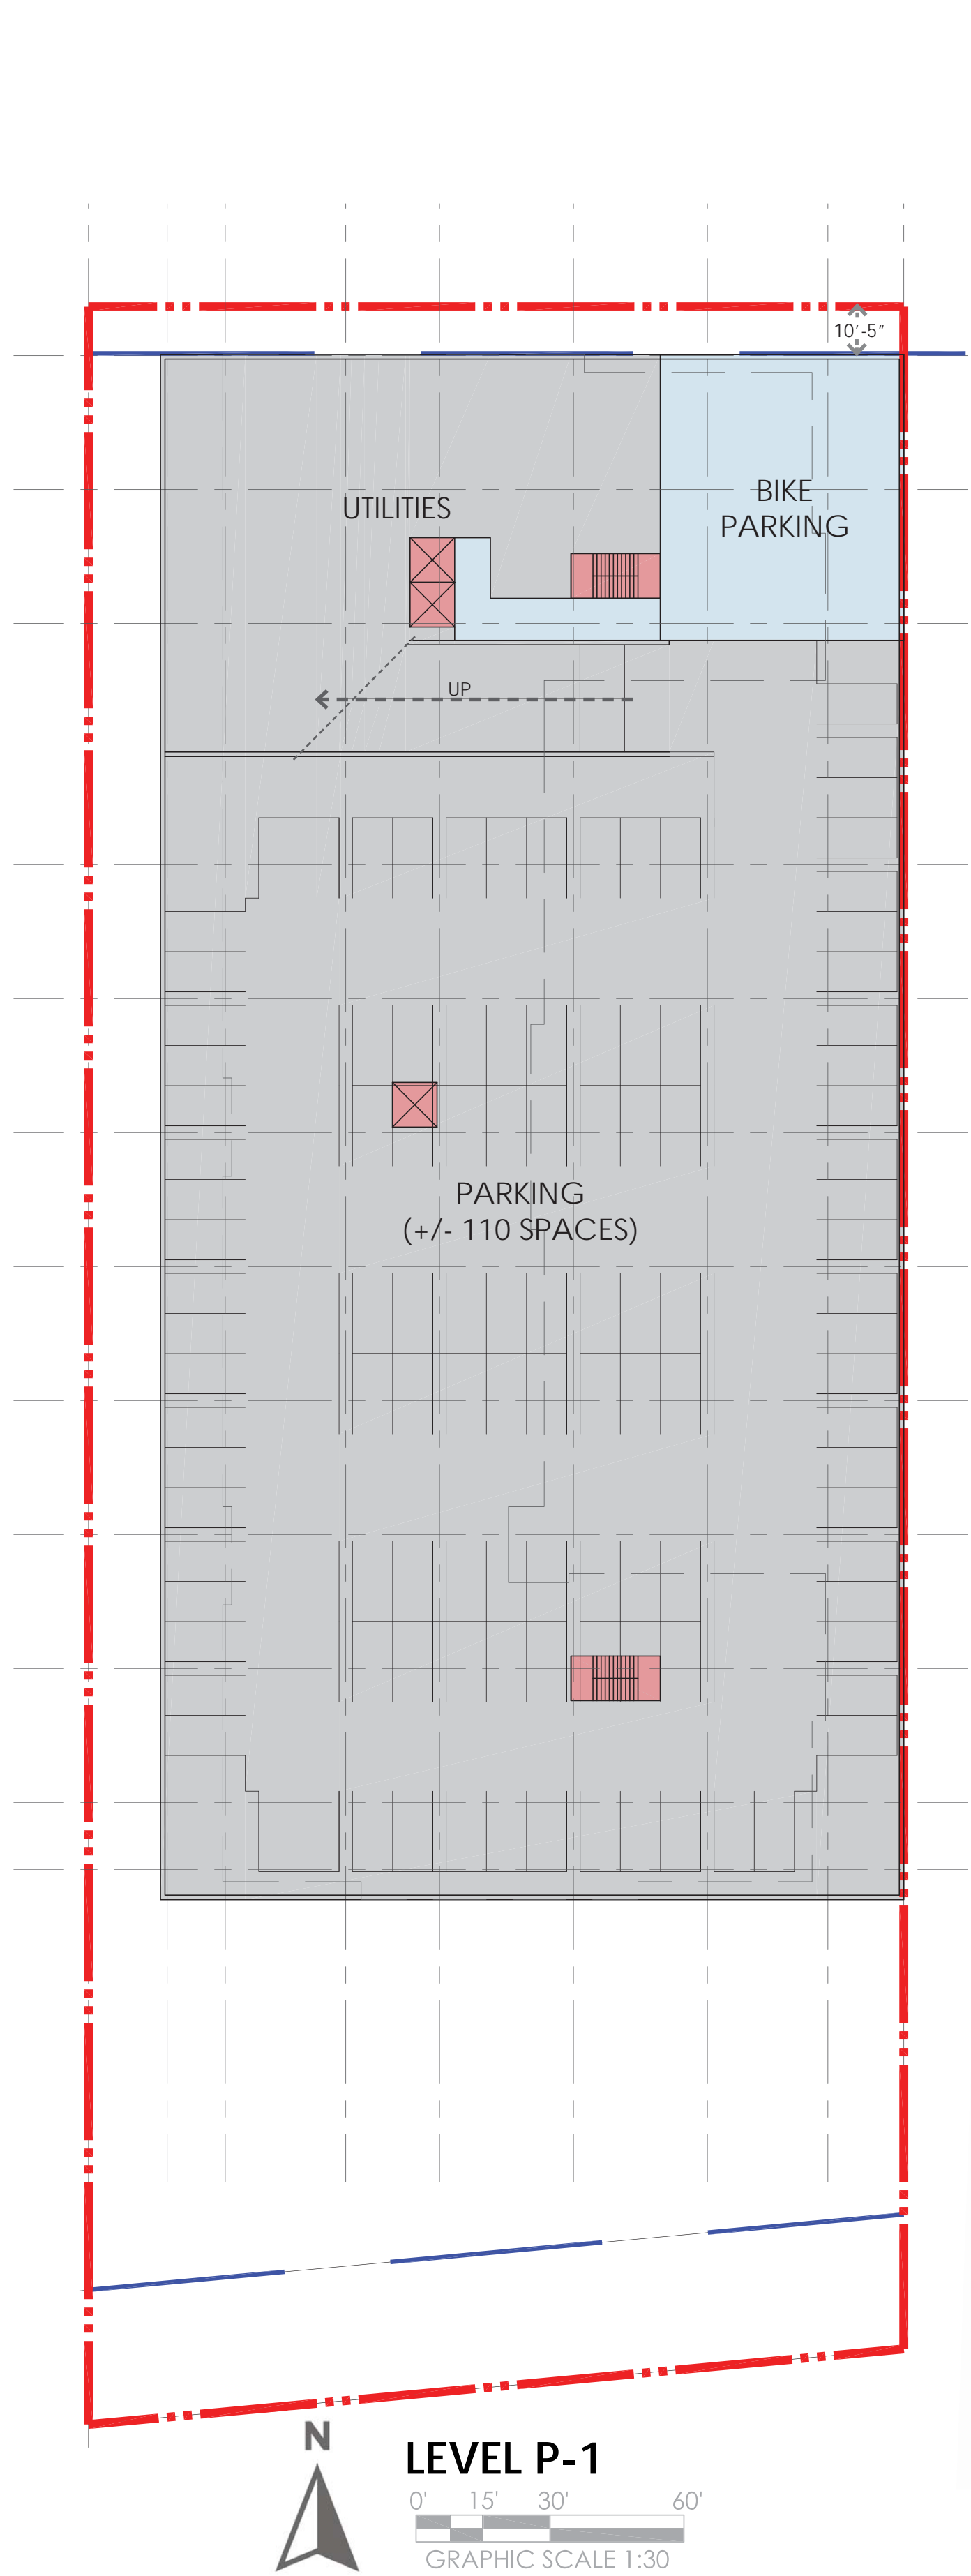 10'-5"
BIKE
PARKING
UTILITIES
UP
PARKING
(+/- 110 SPACES)
N
LEVEL P-1
0' 15' 30' 60'
GRAPHIC SCALE 1:30